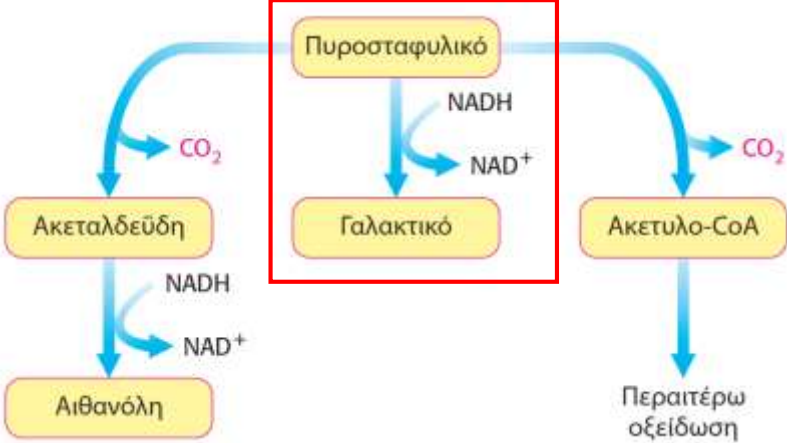 Πυροσταφυλικό
NADH
NAD⁺
CO₂
CO₂
Ακεταλδεΰδη
Γαλακτικό
Ακετυλο-CoA
NADH
NAD⁺
Αιθανόλη
Περαιτέρω
οξείδωση